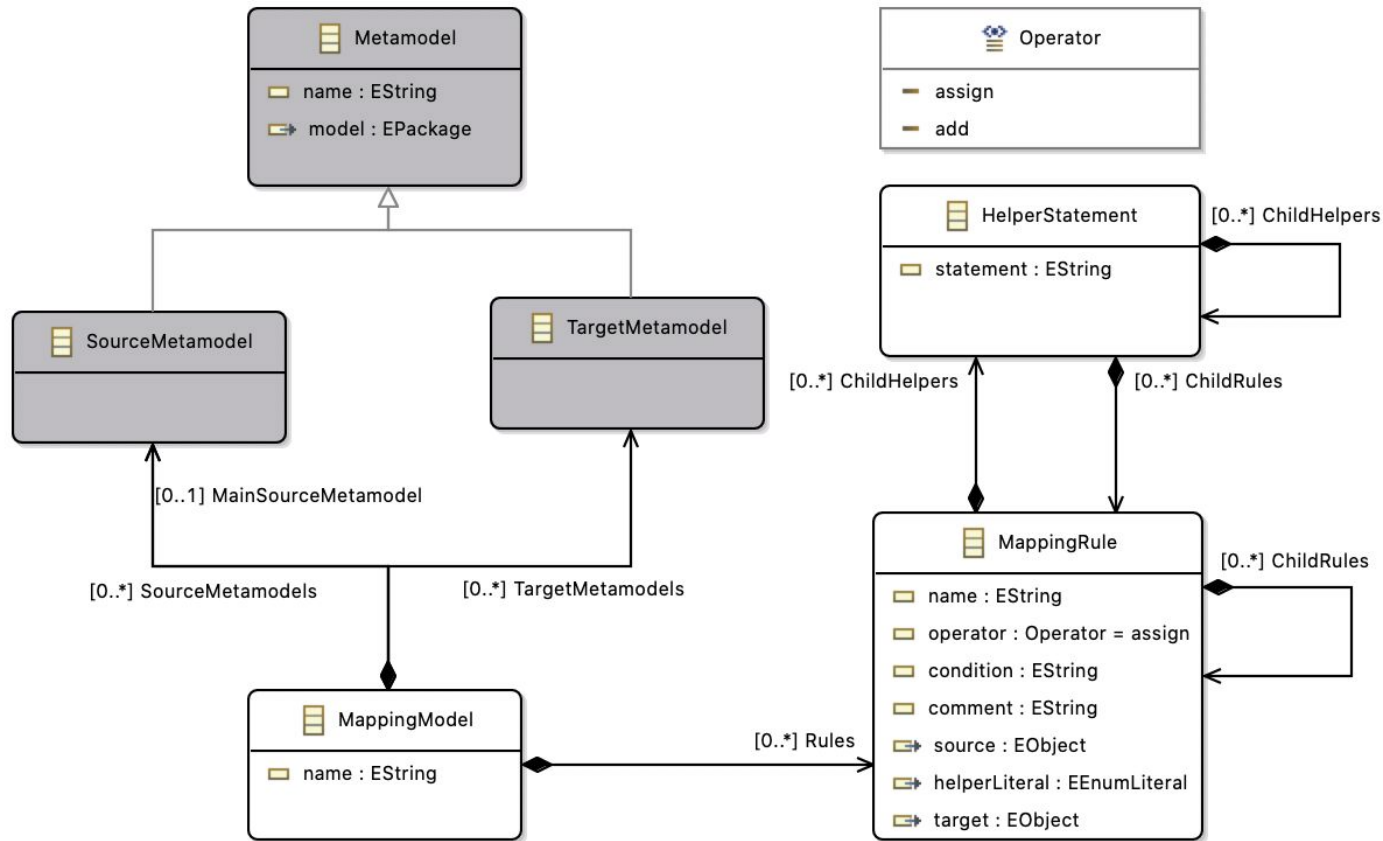 Metamodel
name : EString
model : EPackage
Operator
assign
add
HelperStatement
statement : EString
[0..*] ChildHelpers
SourceMetamodel
TargetMetamodel
[0..*] ChildHelpers
[0..*] ChildRules
[0..1] MainSourceMetamodel
[0..*] SourceMetamodels
[0..*] TargetMetamodels
MappingRule
name : EString
operator : Operator = assign
condition : EString
comment : EString
source : EObject
helperLiteral : EEnumLiteral
target : EObject
[0..*] ChildRules
MappingModel
name : EString
[0..*] Rules